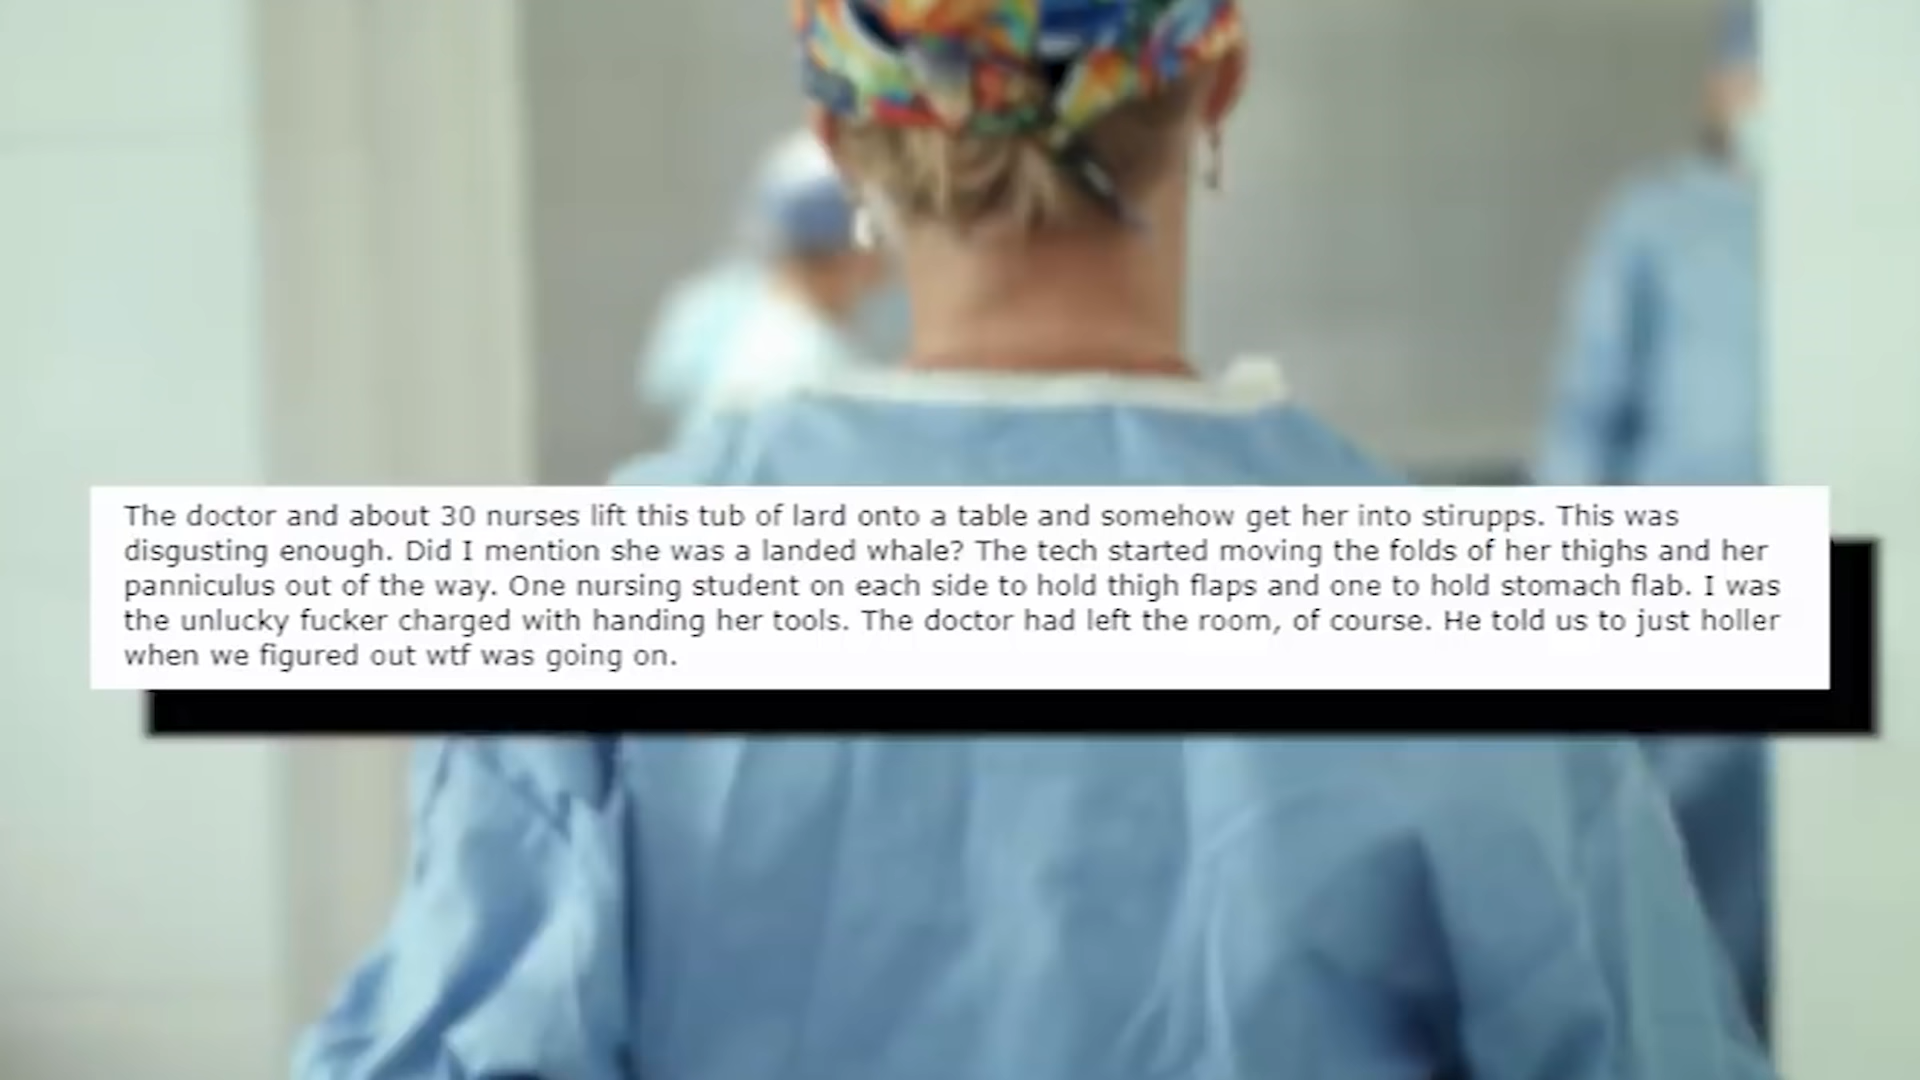 The doctor and about 30 nurses lift this tub of lard onto a table and somehow get her into stirupps. This was
disgusting enough. Did I mention she was a landed whale? The tech started moving the folds of her thighs and her
panniculus out of the way. One nursing student on each side to hold thigh flaps and one to hold stomach flab. I was
the unlucky fucker charged with handing her tools. The doctor had left the room, of course. He told us to just holler
when we figured out wtf was going on.